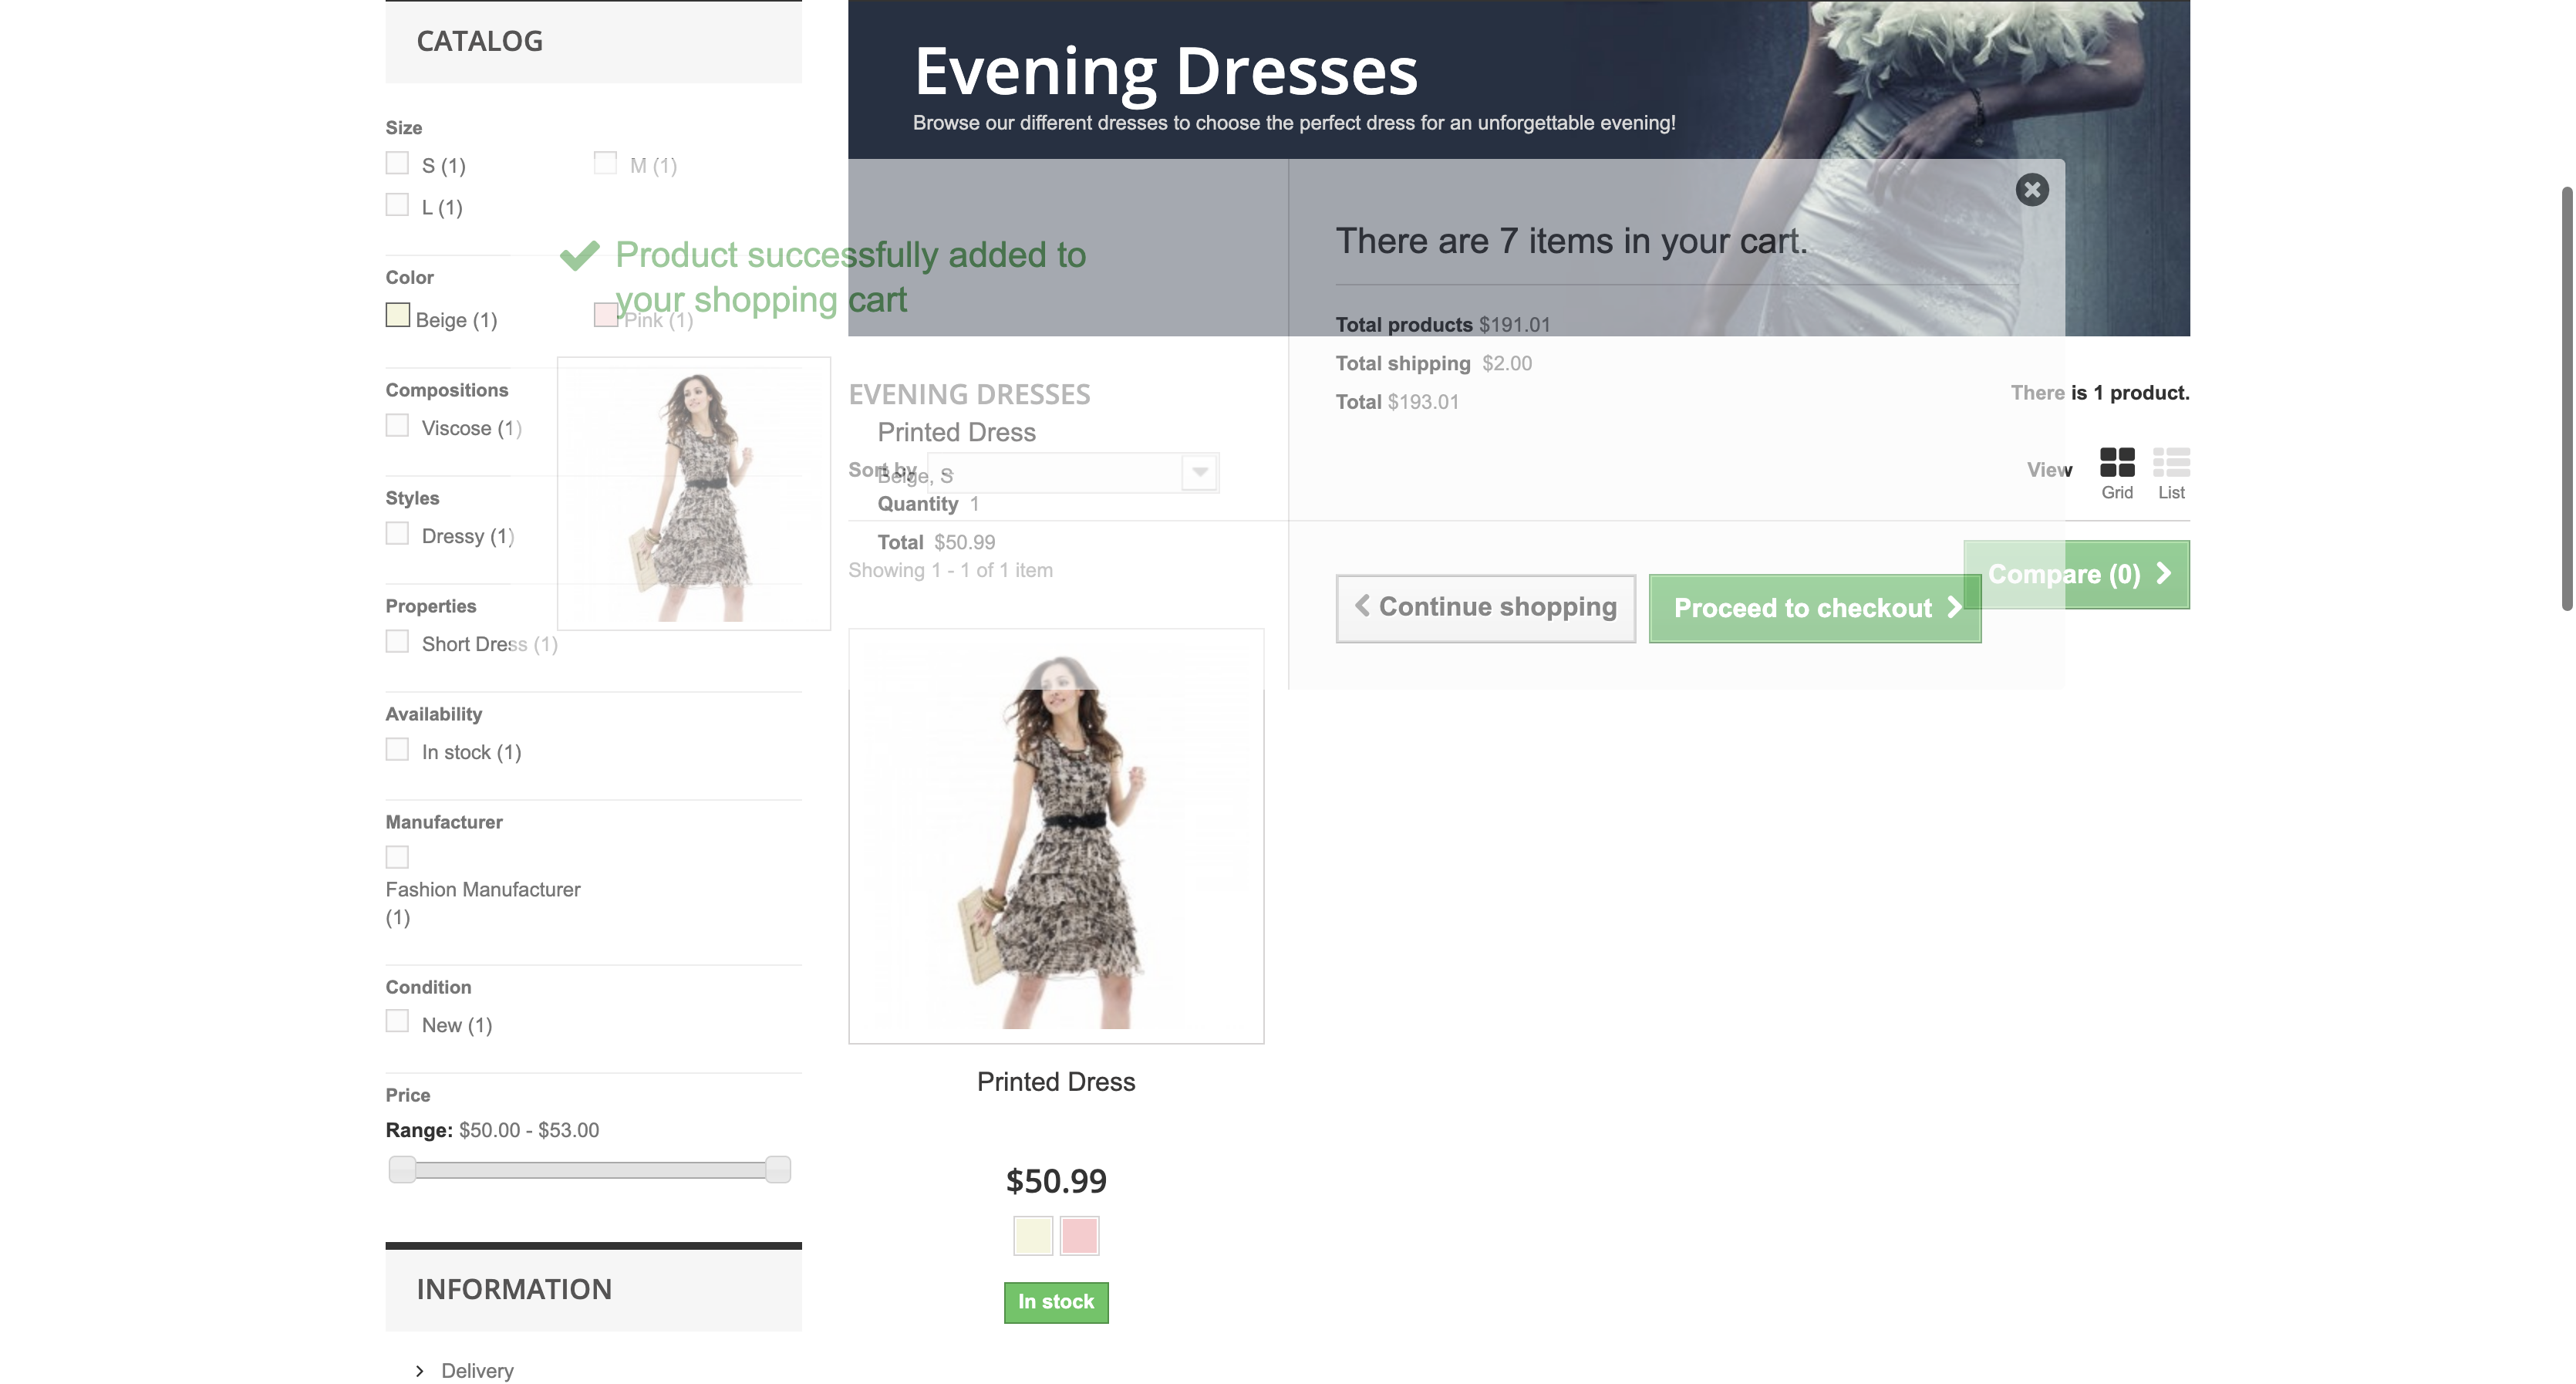 CATALOG
Size
S (1)
M (1)
L (1)
Color
Beige (1)
Pink (1)
Compositions
Viscose (1)
Styles
Dressy (1)
Properties
Short Dress (1)
Availability
In stock (1)
Manufacturer
Fashion Manufacturer
(1)
Condition
New (1)
Price
Range: $50.00 - $53.00
INFORMATION
Delivery
Evening Dresses
Browse our different dresses to choose the perfect dress for an unforgettable evening!
Product successfully added to
your shopping cart
Printed Dress
Beige, S
Quantity 1
Total $50.99
There are 7 items in your cart.
Total products $191.01
Total shipping $2.00
Total $193.01
Continue shopping
Proceed to checkout
EVENING DRESSES
There is 1 product.
Sort by
View
Grid
List
Showing 1 - 1 of 1 item
Compare (0)
Printed Dress
$50.99
In stock